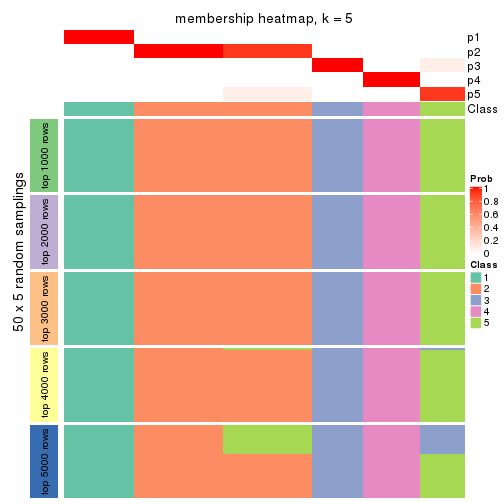 membership heatmap, k = 5
p1
p2
p3
p4
p5
Class
50 x 5 random samplings
top 1000 rows
top 2000 rows
top 3000 rows
top 4000 rows
top 5000 rows
Prob
1
0.8
0.6
0.4
0.2
0
Class
1
2
3
4
5